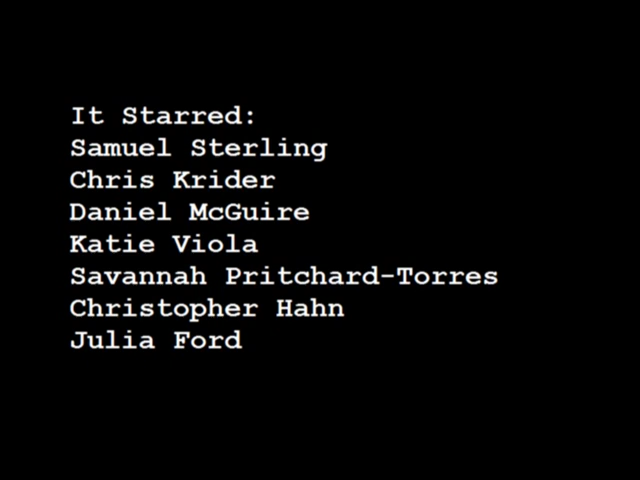 It Starred:
Samuel Sterling
Chris Krider
Daniel McGuire
Katie Viola
Savannah Pritchard-Torres
Christopher Hahn
Julia Ford